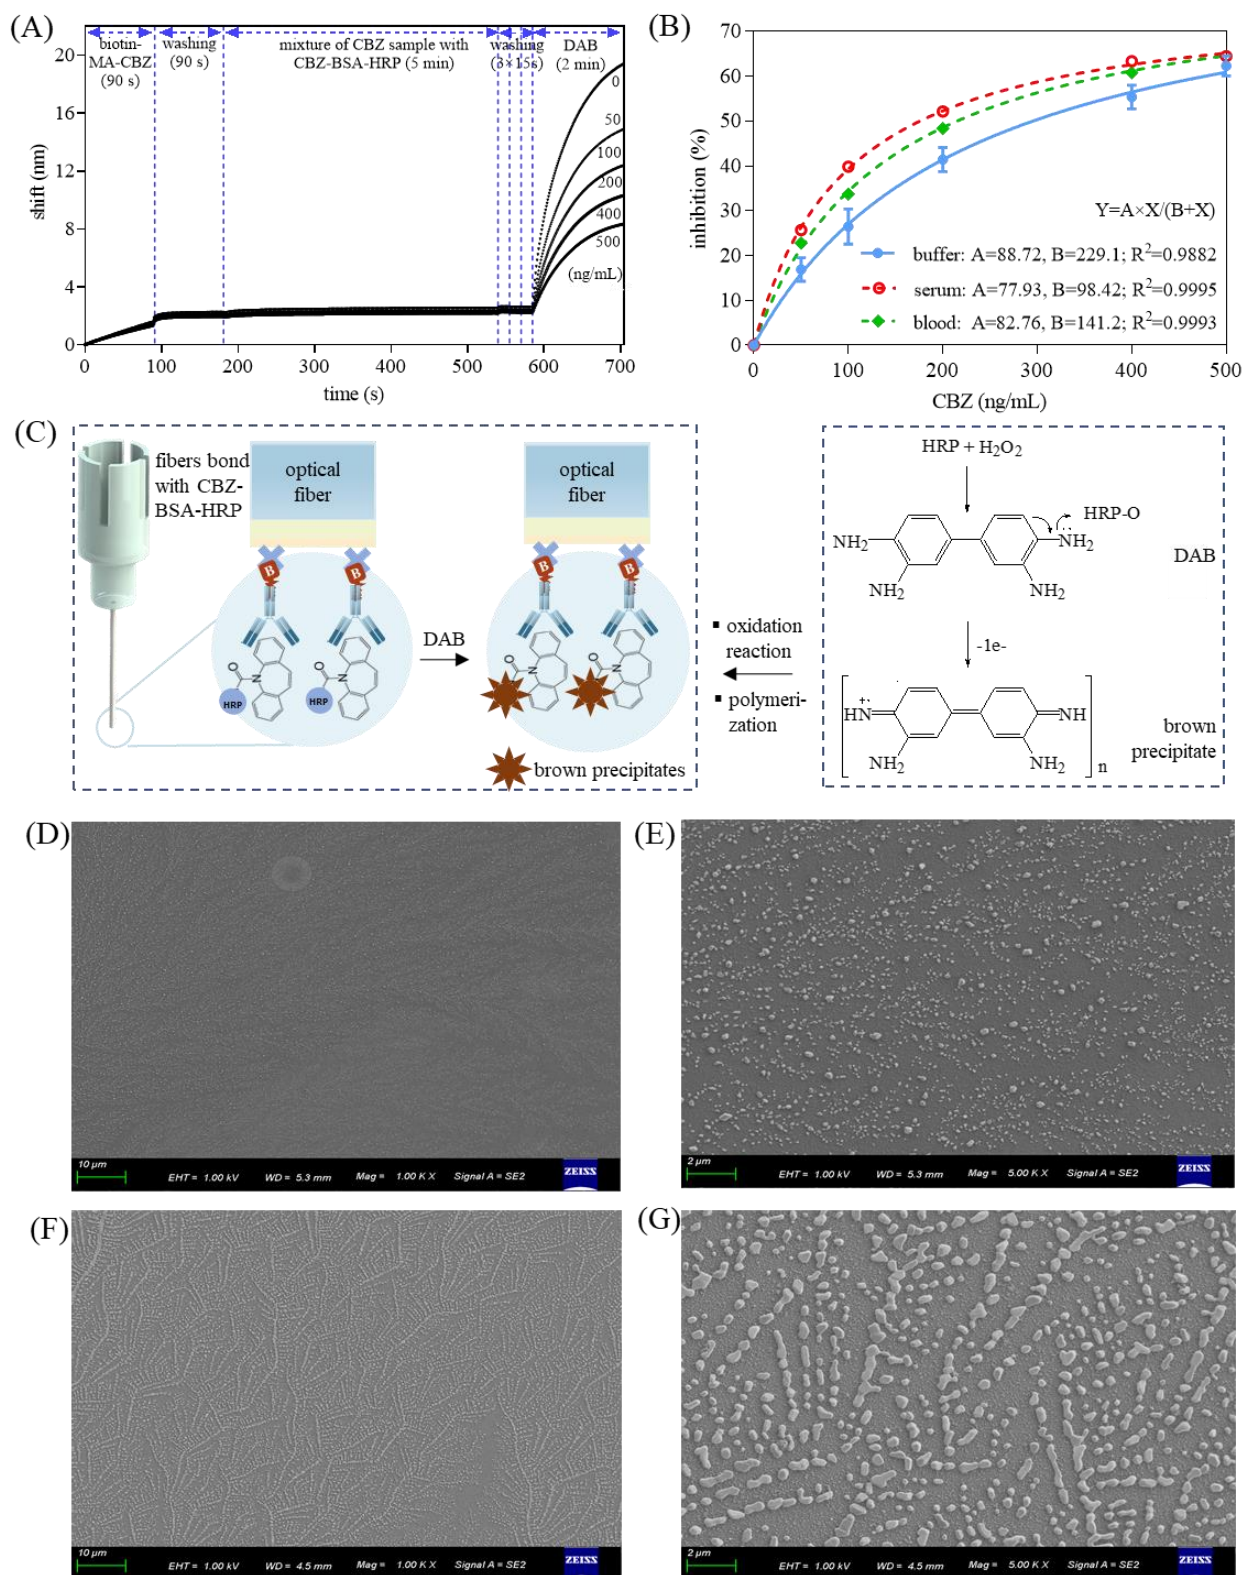 (A)
biotin-
MA-CBZ
(90 s)
washing
(90 s)
mixture of CBZ sample with
CBZ-BSA-HRP (5 min)
washing
(3×15s)
DAB
(2 min)
20
16
12
8
4
0
shift (nm)
0
50
100
200
400
500
(ng/mL)
0 100 200 300 400 500 600 700
time (s)
(B)
70
60
50
40
30
20
10
0
inhibition (%)
Y=A×X/(B+X)
buffer: A=88.72, B=229.1; R²=0.9882
serum: A=77.93, B=98.42; R²=0.9995
blood: A=82.76, B=141.2; R²=0.9993
0 100 200 300 400 500
CBZ (ng/mL)
(C)
fibers bond
with CBZ-
BSA-HRP
optical
fiber
B B
O N O N
HRP HRP
DAB
optical
fiber
B B
O N O N
brown precipitates
▪ oxidation
reaction
▪ polymeri-
zation
HRP + H₂O₂
HRP-O
NH₂ NH₂
NH₂ NH₂
DAB
-1e-
HN NH
NH₂ NH₂
n
brown
precipitate
(D)
10 µm EHT = 1.00 kV WD = 5.3 mm Mag = 1.00 K X Signal A = SE2 ZEISS
(E)
2 µm EHT = 1.00 kV WD = 5.3 mm Mag = 5.00 K X Signal A = SE2 ZEISS
(F)
10 µm EHT = 1.00 kV WD = 4.5 mm Mag = 1.00 K X Signal A = SE2 ZEISS
(G)
2 µm EHT = 1.00 kV WD = 4.5 mm Mag = 5.00 K X Signal A = SE2 ZEISS